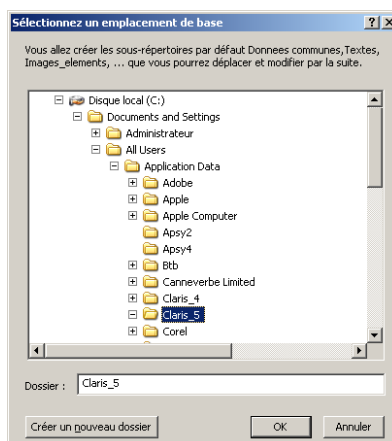 Sélectionnez un emplacement de base
Vous allez créer les sous-répertoires par défaut Donnees communes,Textes,
Images_elements, ... que vous pourrez déplacer et modifier par la suite.
Disque local (C:)
Documents and Settings
Administrateur
All Users
Application Data
Adobe
Apple
Apple Computer
Apsy2
Apsy4
Btb
Canneverbe Limited
Claris_4
Claris_5
Corel
Dossier : Claris_5
Créer un nouveau dossier OK Annuler